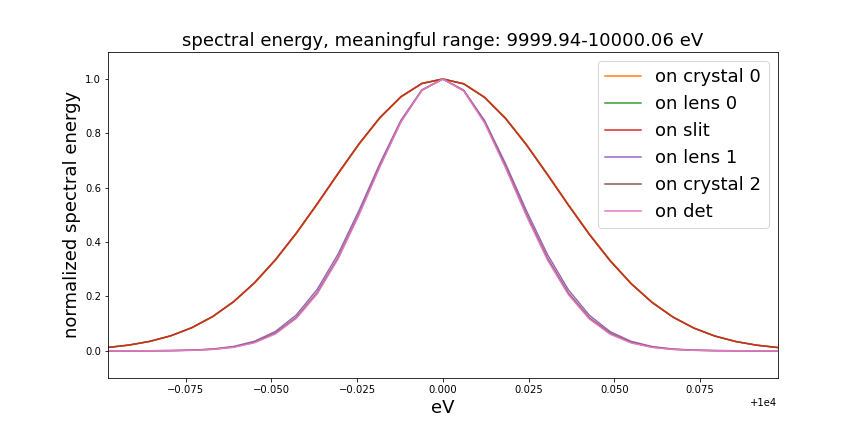 spectral energy, meaningful range: 9999.94-10000.06 eV
on crystal 0
on lens 0
on slit
on lens 1
on crystal 2
on det
normalized spectral energy
1.0
0.8
0.6
0.4
0.2
0.0
−0.075
−0.050
−0.025
0.000
0.025
0.050
0.075
+1e4
eV